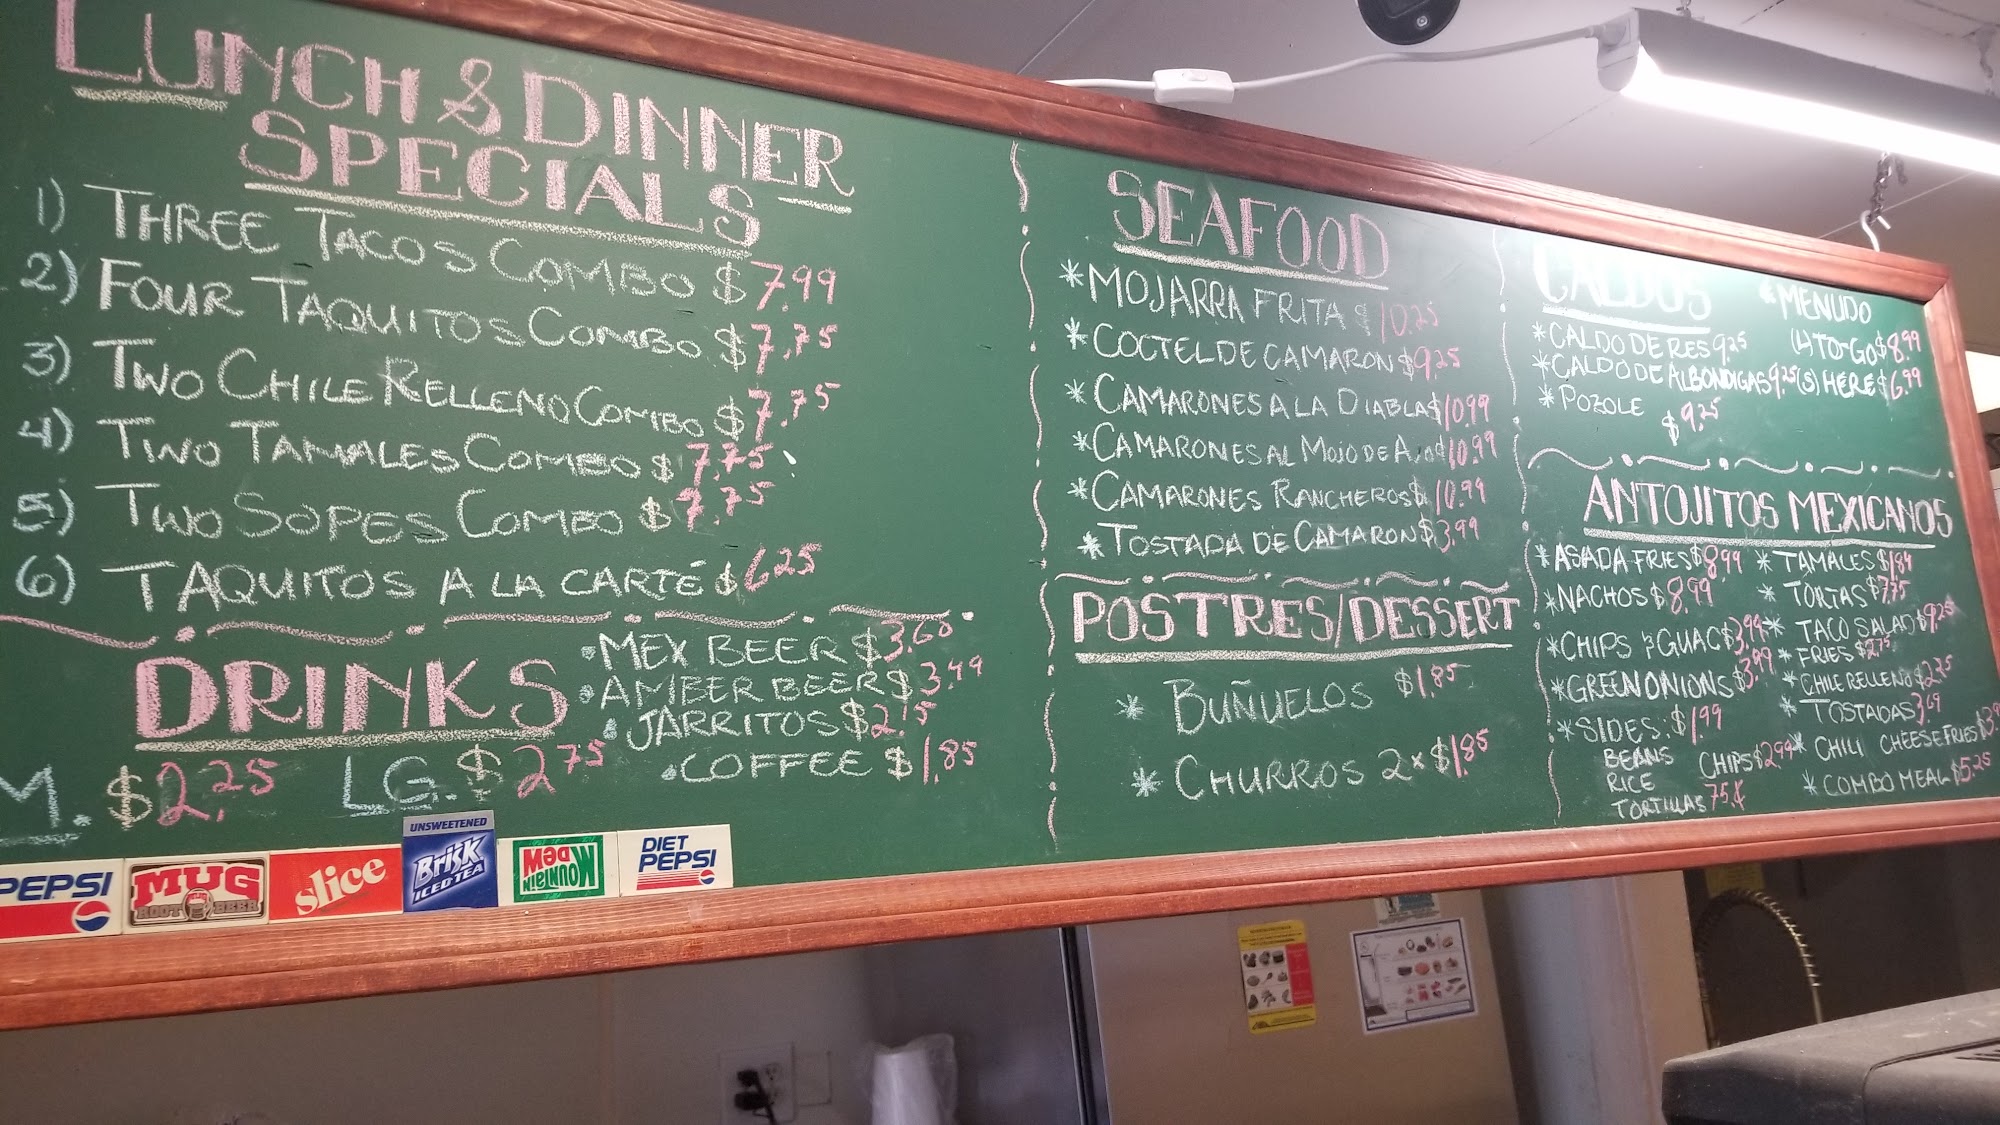 LUNCH & DINNER
SPECIALS
1) THREE TACOS COMBO $7.99
2) FOUR TAQUITOS COMBO $7.75
3) TWO CHILE RELLENO COMBO $7.75
4) TWO TAMALES COMBO $7.75
5) TWO SOPES COMBO $7.75
6) TAQUITOS A LA CARTÉ $6.25
DRINKS
M. $2.25 LG. $2.75
• MEX BEER $3.65
• AMBER BEER $3.99
• JARRITOS $2.15
• COFFEE $1.85
PEPSI
MUG
ROOT BEER
slice
UNSWEETENED
Brisk
ICED TEA
MOUNTAIN
DEW
DIET
PEPSI
SEAFOOD
* MOJARRA FRITA $10.25
* COCTEL DE CAMARON $9.25
* CAMARONES A LA DIABLA $10.99
* CAMARONES AL MOJO DE AJO $10.99
* CAMARONES RANCHEROS $10.99
* TOSTADA DE CAMARON $3.99
POSTRES/DESSERT
* BUÑUELOS $1.85
* CHURROS 2x $1.85
CALDOS
* CALDO DE RES 9.25
* CALDO DE ALBONDIGAS 9.25
* POZOLE $9.25
* MENUDO
(L) TO-GO $8.99
(S) HERE $6.99
ANTOJITOS MEXICANOS
* ASADA FRIES $8.99
* NACHOS $8.99
* CHIPS & GUAC $3.99
* GREEN ONIONS $3.99
* SIDES: $1.99
BEANS
RICE
TORTILLAS 75¢
CHIPS $2.99
* TAMALES $1.84
* TORTAS $7.75
* TACO SALAD $9.25
* FRIES $2.75
* CHILE RELLENO $2.25
* TOSTADAS 3.69
* CHILI CHEESE FRIES
* COMBO MEAL $5.25